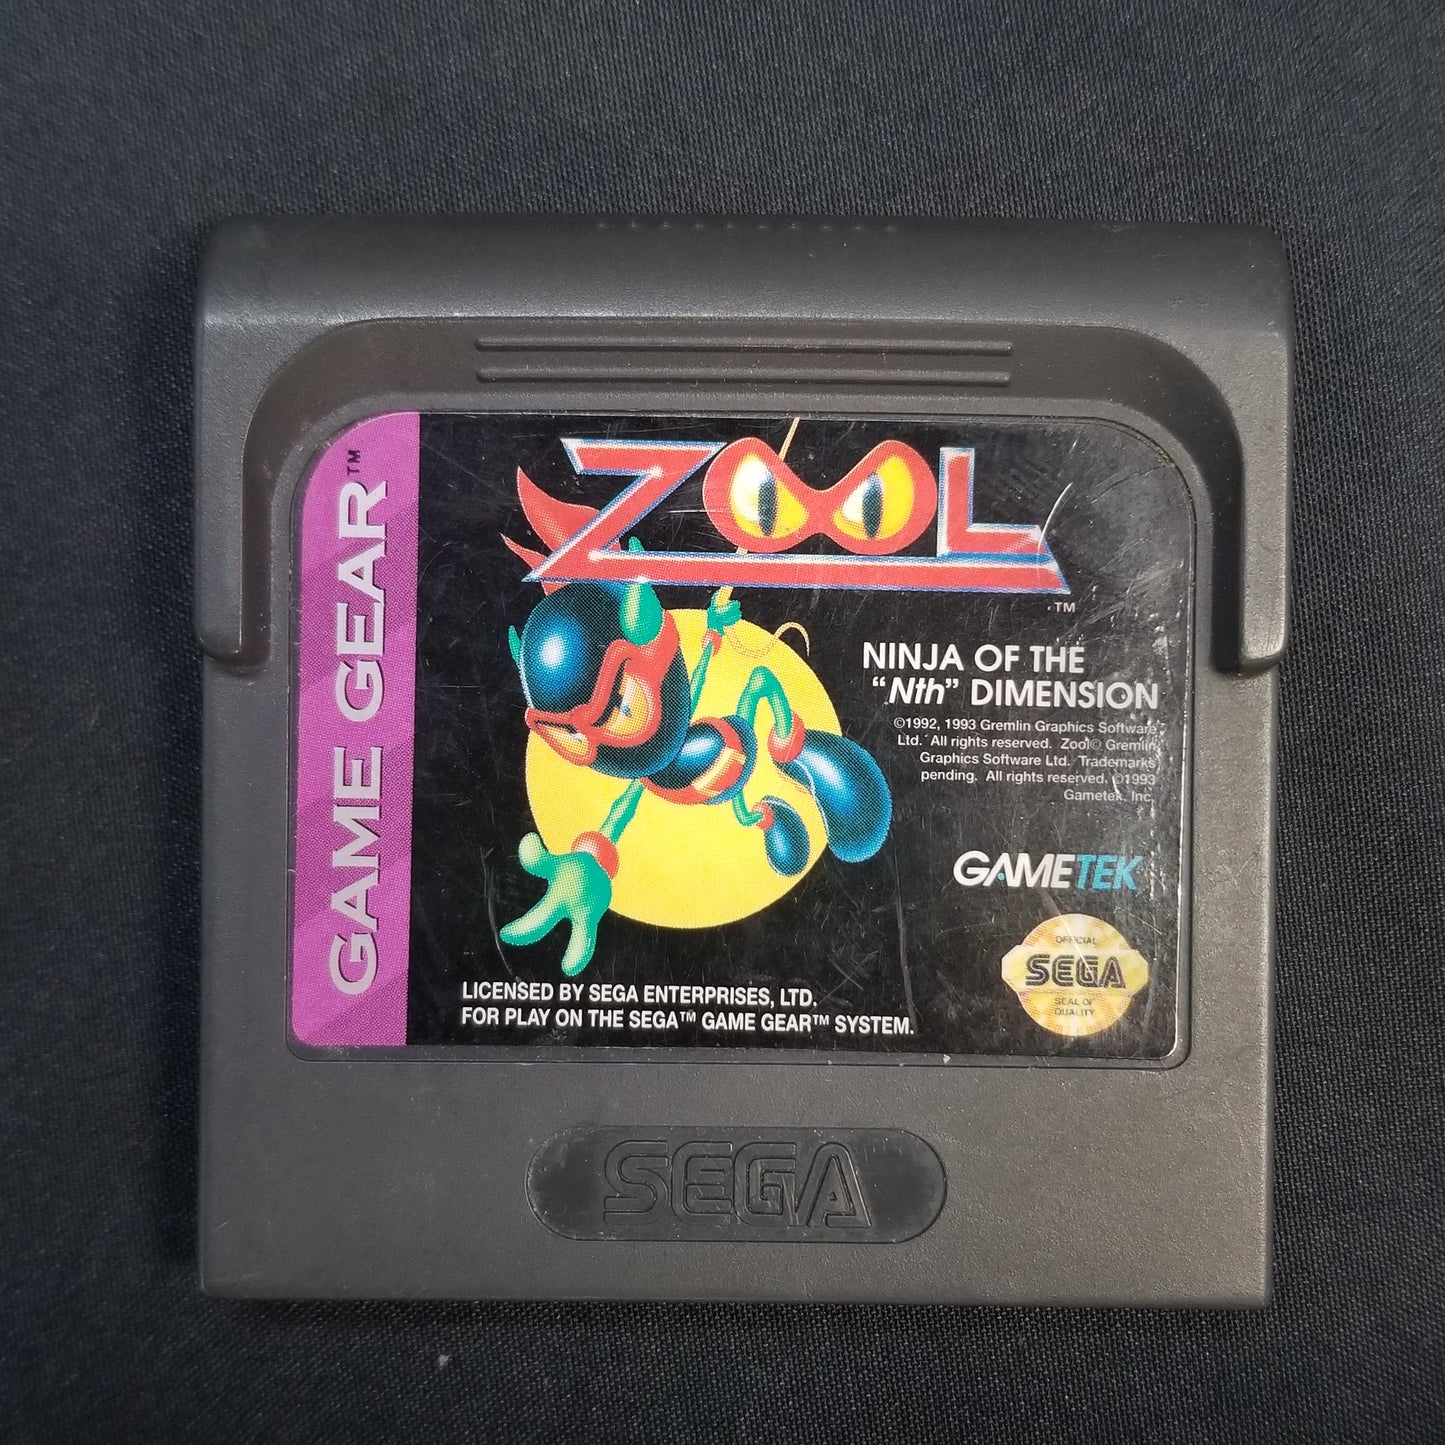 GAME GEAR™
ZOOL
™
NINJA OF THE
"Nth" DIMENSION
©1992, 1993 Gremlin Graphics Software
Ltd. All rights reserved. Zool© Gremlin
Graphics Software Ltd. Trademarks
pending. All rights reserved. ©1993
Gametek, Inc.
GAMETEK
OFFICIAL
SEGA
SEAL OF
QUALITY
LICENSED BY SEGA ENTERPRISES, LTD.
FOR PLAY ON THE SEGA™ GAME GEAR™ SYSTEM.
SEGA